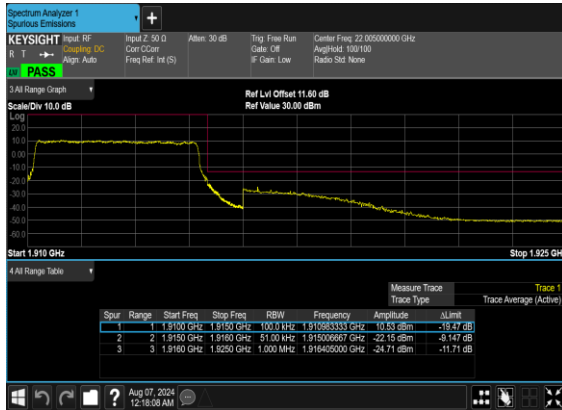 Spectrum Analyzer 1
Spurious Emissions
KEYSIGHT Input: RF Input Z: 50 Ω Atten: 30 dB Trig: Free Run Center Freq: 22.005000000 GHz
R T Coupling: DC Corr CCorr Gate: Off Avg|Hold: 100/100
Align: Auto Freq Ref: Int (S) IF Gain: Low Radio Std: None
PASS
3 All Range Graph
Ref Lvl Offset 11.60 dB
Scale/Div 10.0 dB Ref Value 30.00 dBm
Log
20.0
10.0
0.00
-10.0
-20.0
-30.0
-40.0
-50.0
-60.0
Start 1.910 GHz Stop 1.925 GH
4 All Range Table
Measure Trace Trace 1
Trace Type Trace Average (Active)
Spur Range Start Freq Stop Freq RBW Frequency Amplitude ΔLimit
1 1 1.9100 GHz 1.9150 GHz 100.0 kHz 1.910983333 GHz 10.53 dBm -19.47 dB
2 2 1.9150 GHz 1.9160 GHz 51.00 kHz 1.915006667 GHz -22.15 dBm -9.147 dB
3 3 1.9160 GHz 1.9250 GHz 1.000 MHz 1.916405000 GHz -24.71 dBm -11.71 dB
Aug 07, 2024
12:18:08 AM